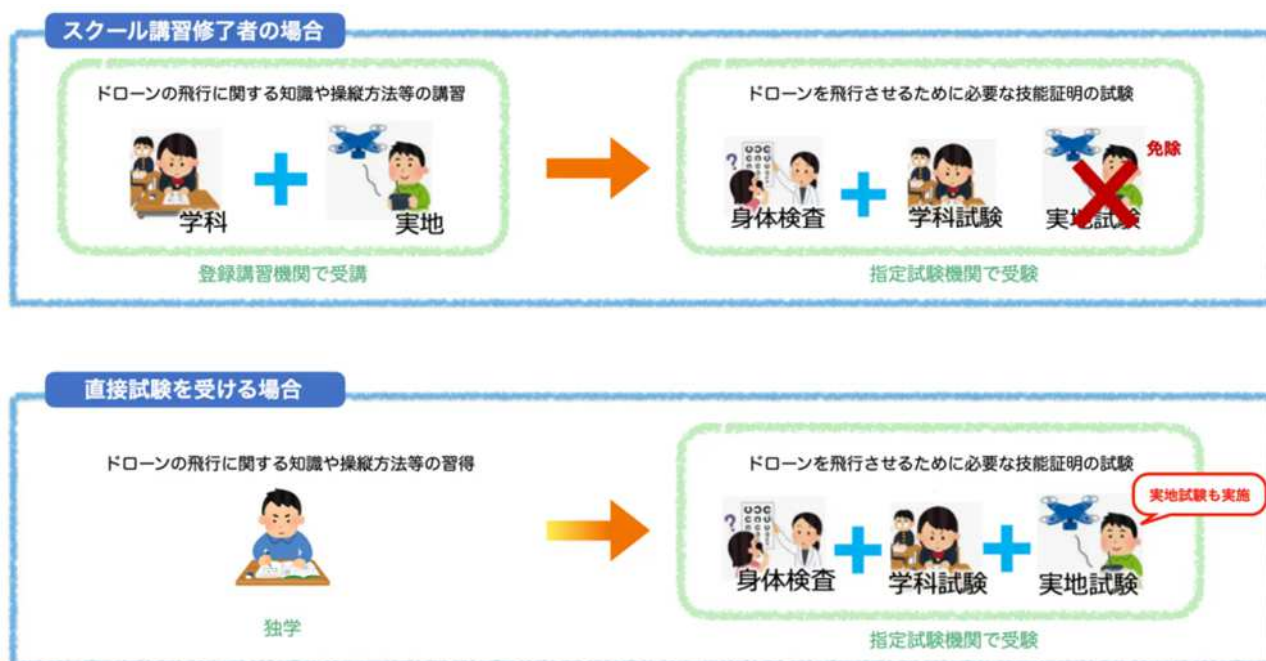 スクール講習修了者の場合
ドローンの飛行に関する知識や操縦方法等の講習
学科
実地
登録講習機関で受講
ドローンを飛行させるために必要な技能証明の試験
免除
身体検査
学科試験
実地試験
指定試験機関で受験
直接試験を受ける場合
ドローンの飛行に関する知識や操縦方法等の習得
独学
ドローンを飛行させるために必要な技能証明の試験
実地試験も実施
身体検査
学科試験
実地試験
指定試験機関で受験